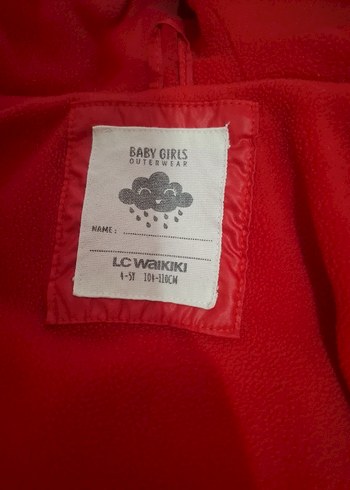 BABY GIRLS
OUTERWEAR
NAME :
LC WAIKIKI
4-5Y 104-110CM